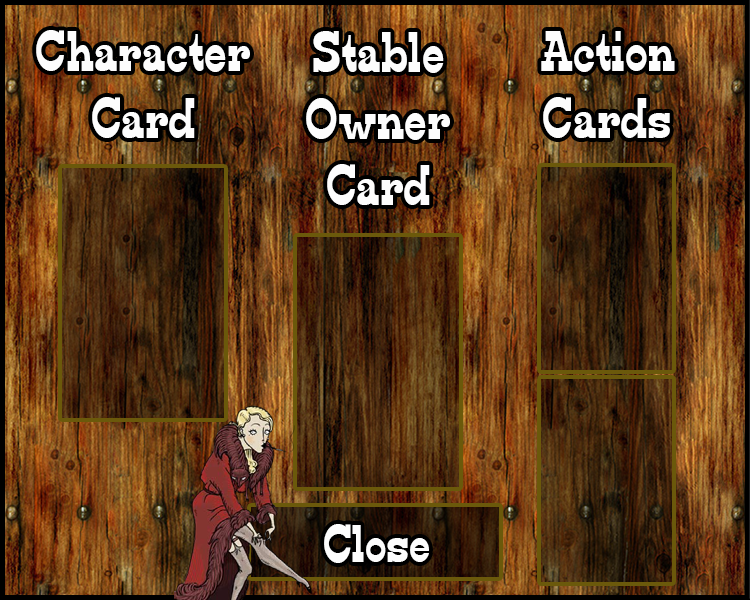 Character
Card
Stable
Owner
Card
Action
Cards
Close